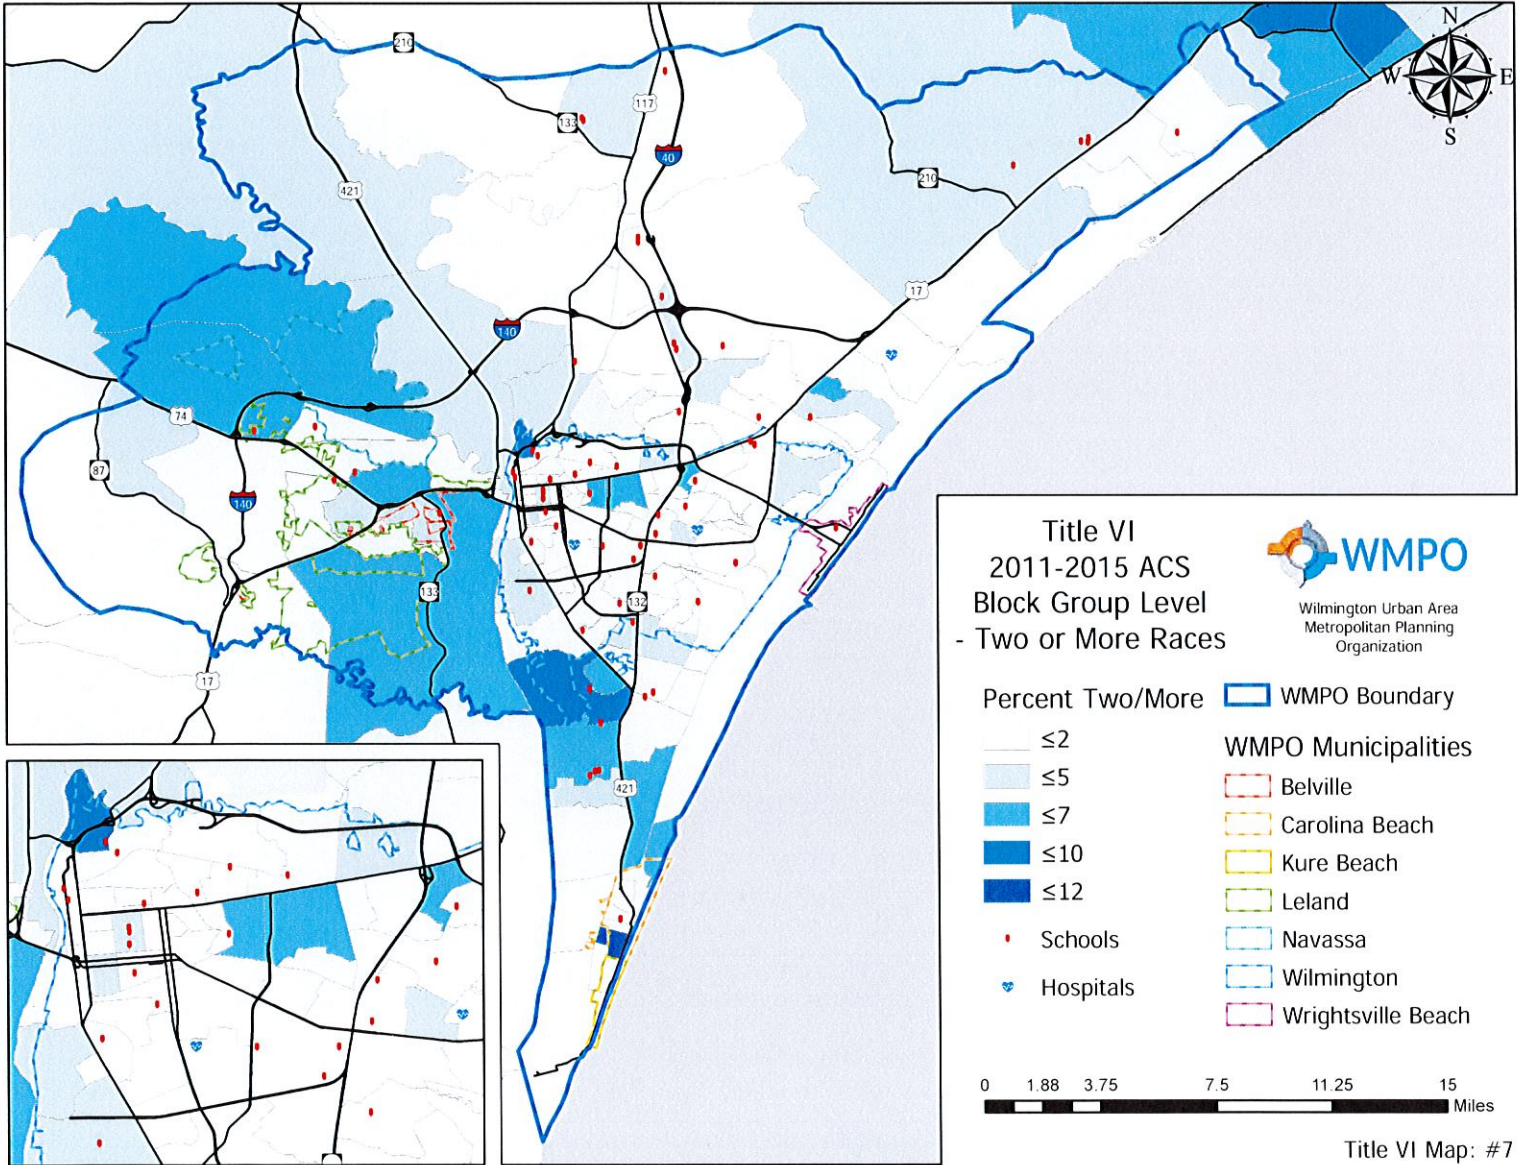 210
117
133
40
421
210
17
140
74
87
140
133
132
17
421
N
W E
S
Title VI
2011-2015 ACS
Block Group Level
- Two or More Races
WMPO
Wilmington Urban Area
Metropolitan Planning
Organization
Percent Two/More
≤2
≤5
≤7
≤10
≤12
Schools
Hospitals
WMPO Boundary
WMPO Municipalities
Belville
Carolina Beach
Kure Beach
Leland
Navassa
Wilmington
Wrightsville Beach
0 1.88 3.75 7.5 11.25 15
Miles
Title VI Map: #7